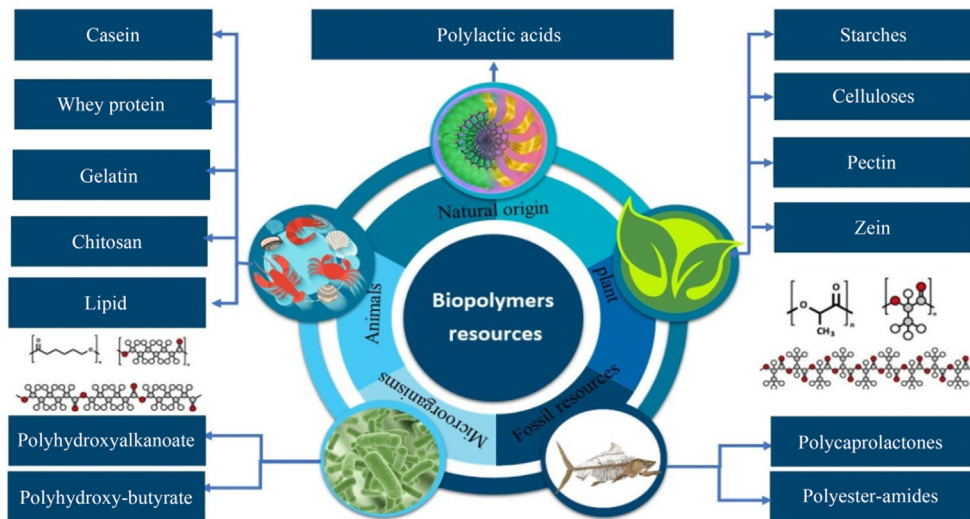 Casein
Whey protein
Gelatin
Chitosan
Lipid
Polylactic acids
Starches
Celluloses
Pectin
Zein
Natural origin
plant
Animals
Biopolymers
resources
Microorganisms
Fossil resources
O
O
n
O
n
O
O
CH₃
n
n
Polyhydroxyalkanoate
Polyhydroxy-butyrate
Polycaprolactones
Polyester-amides